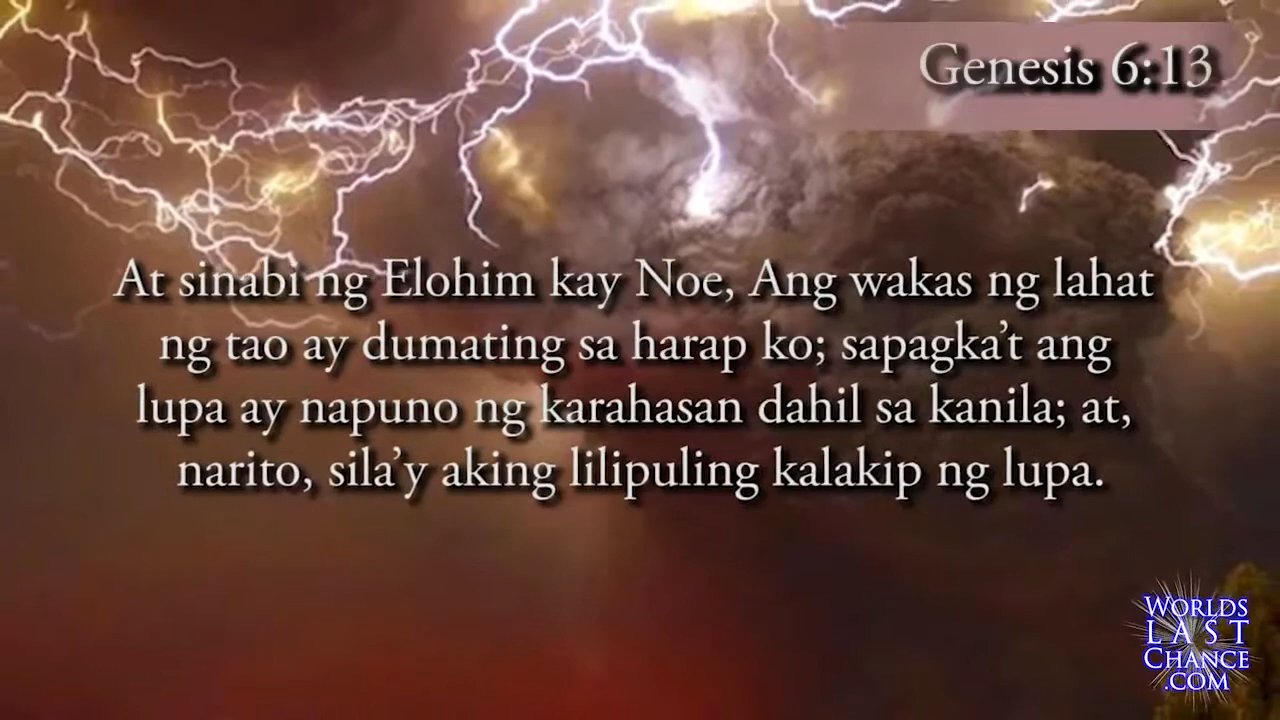 Genesis 6:13
At sinabi ng Elohim kay Noe, Ang wakas ng lahat
ng tao ay dumating sa harap ko; sapagka’t ang
lupa ay napuno ng karahasan dahil sa kanila; at,
narito, sila’y aking lilipuling kalakip ng lupa.
WORLDS
LAST
CHANCE
.COM